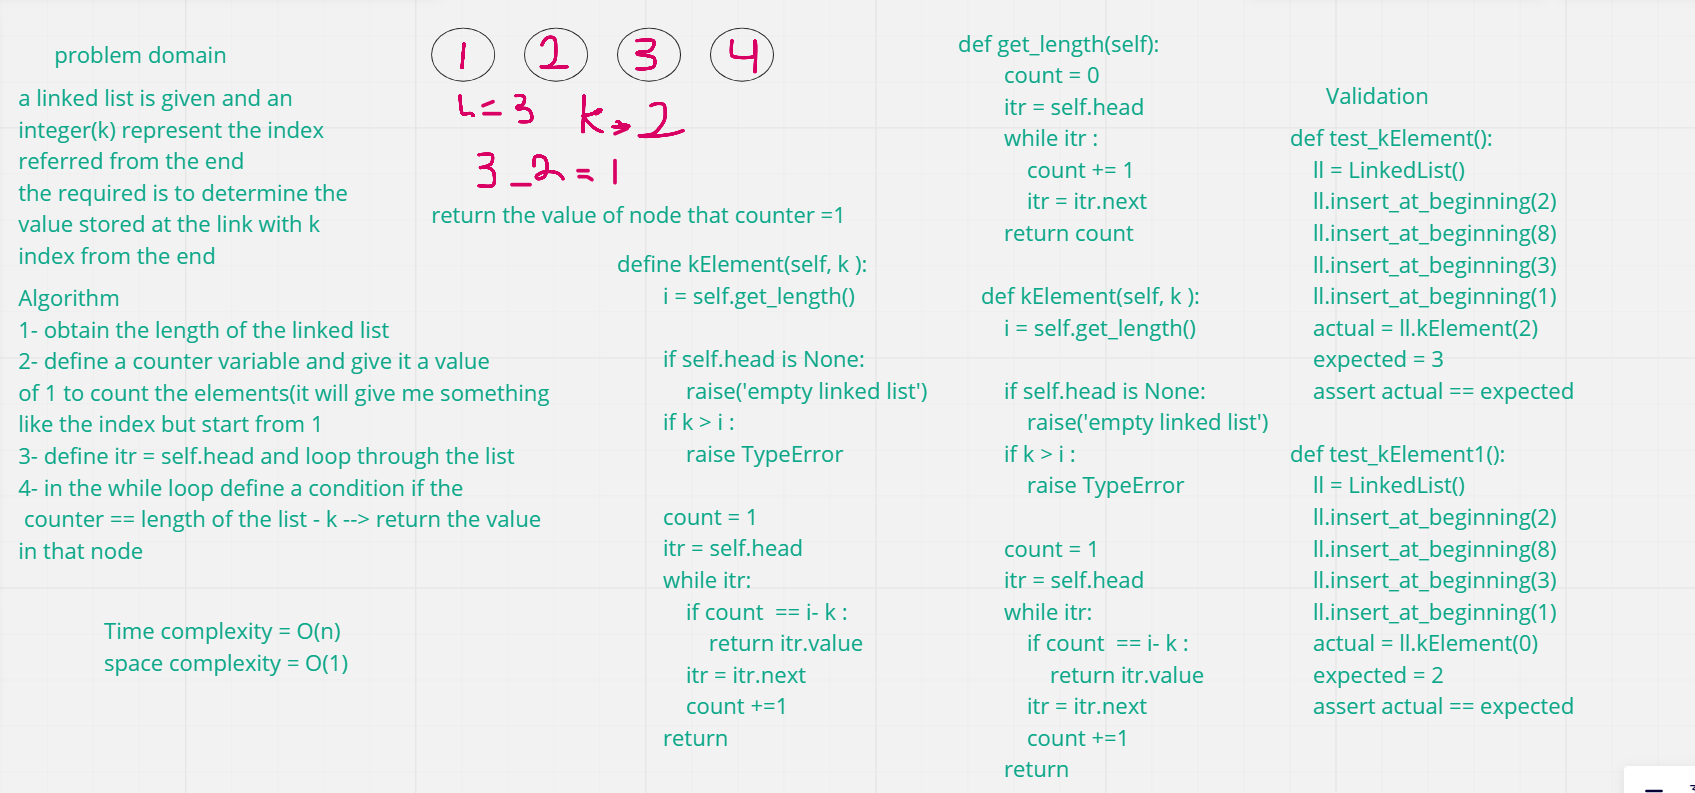 problem domain
a linked list is given and an
integer(k) represent the index
referred from the end
the required is to determine the
value stored at the link with k
index from the end
Algorithm
1- obtain the length of the linked list
2- define a counter variable and give it a value
of 1 to count the elements(it will give me something
like the index but start from 1
3- define itr = self.head and loop through the list
4- in the while loop define a condition if the
counter == length of the list - k --> return the value
in that node
Time complexity = O(n)
space complexity = O(1)
1 2 3 4
= 3 k → 2
3 _ 2 = 1
return the value of node that counter =1
define kElement(self, k ):
i = self.get_length()
if self.head is None:
raise('empty linked list')
if k > i :
raise TypeError
count = 1
itr = self.head
while itr:
if count  == i- k :
return itr.value
itr = itr.next
count +=1
return
def get_length(self):
count = 0
itr = self.head
while itr :
count += 1
itr = itr.next
return count
def kElement(self, k ):
i = self.get_length()
if self.head is None:
raise('empty linked list')
if k > i :
raise TypeError
count = 1
itr = self.head
while itr:
if count  == i- k :
return itr.value
itr = itr.next
count +=1
return
Validation
def test_kElement():
ll = LinkedList()
ll.insert_at_beginning(2)
ll.insert_at_beginning(8)
ll.insert_at_beginning(3)
ll.insert_at_beginning(1)
actual = ll.kElement(2)
expected = 3
assert actual == expected
def test_kElement1():
ll = LinkedList()
ll.insert_at_beginning(2)
ll.insert_at_beginning(8)
ll.insert_at_beginning(3)
ll.insert_at_beginning(1)
actual = ll.kElement(0)
expected = 2
assert actual == expected